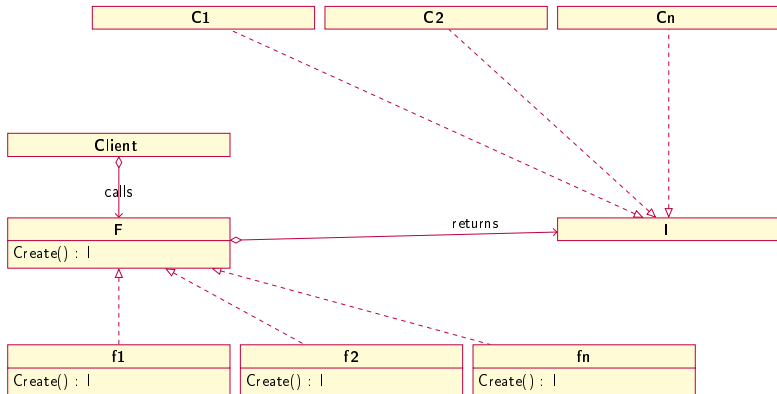 C1
C2
Cn
Client
calls
F
Create() : I
returns
I
f1
Create() : I
f2
Create() : I
fn
Create() : I